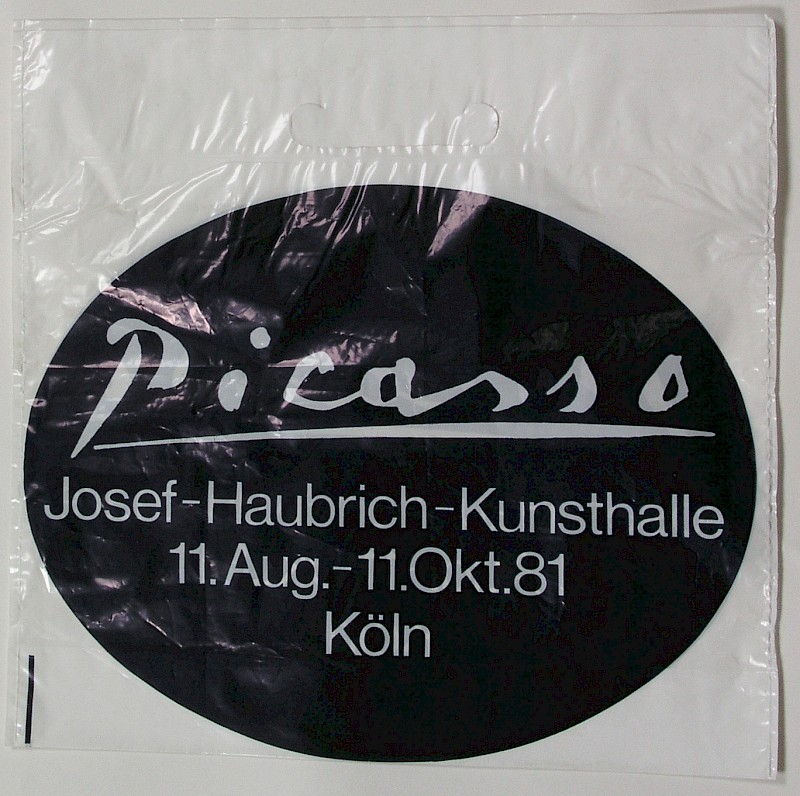 Picasso
Josef-Haubrich-Kunsthalle
11. Aug.-11.Okt.81
Köln